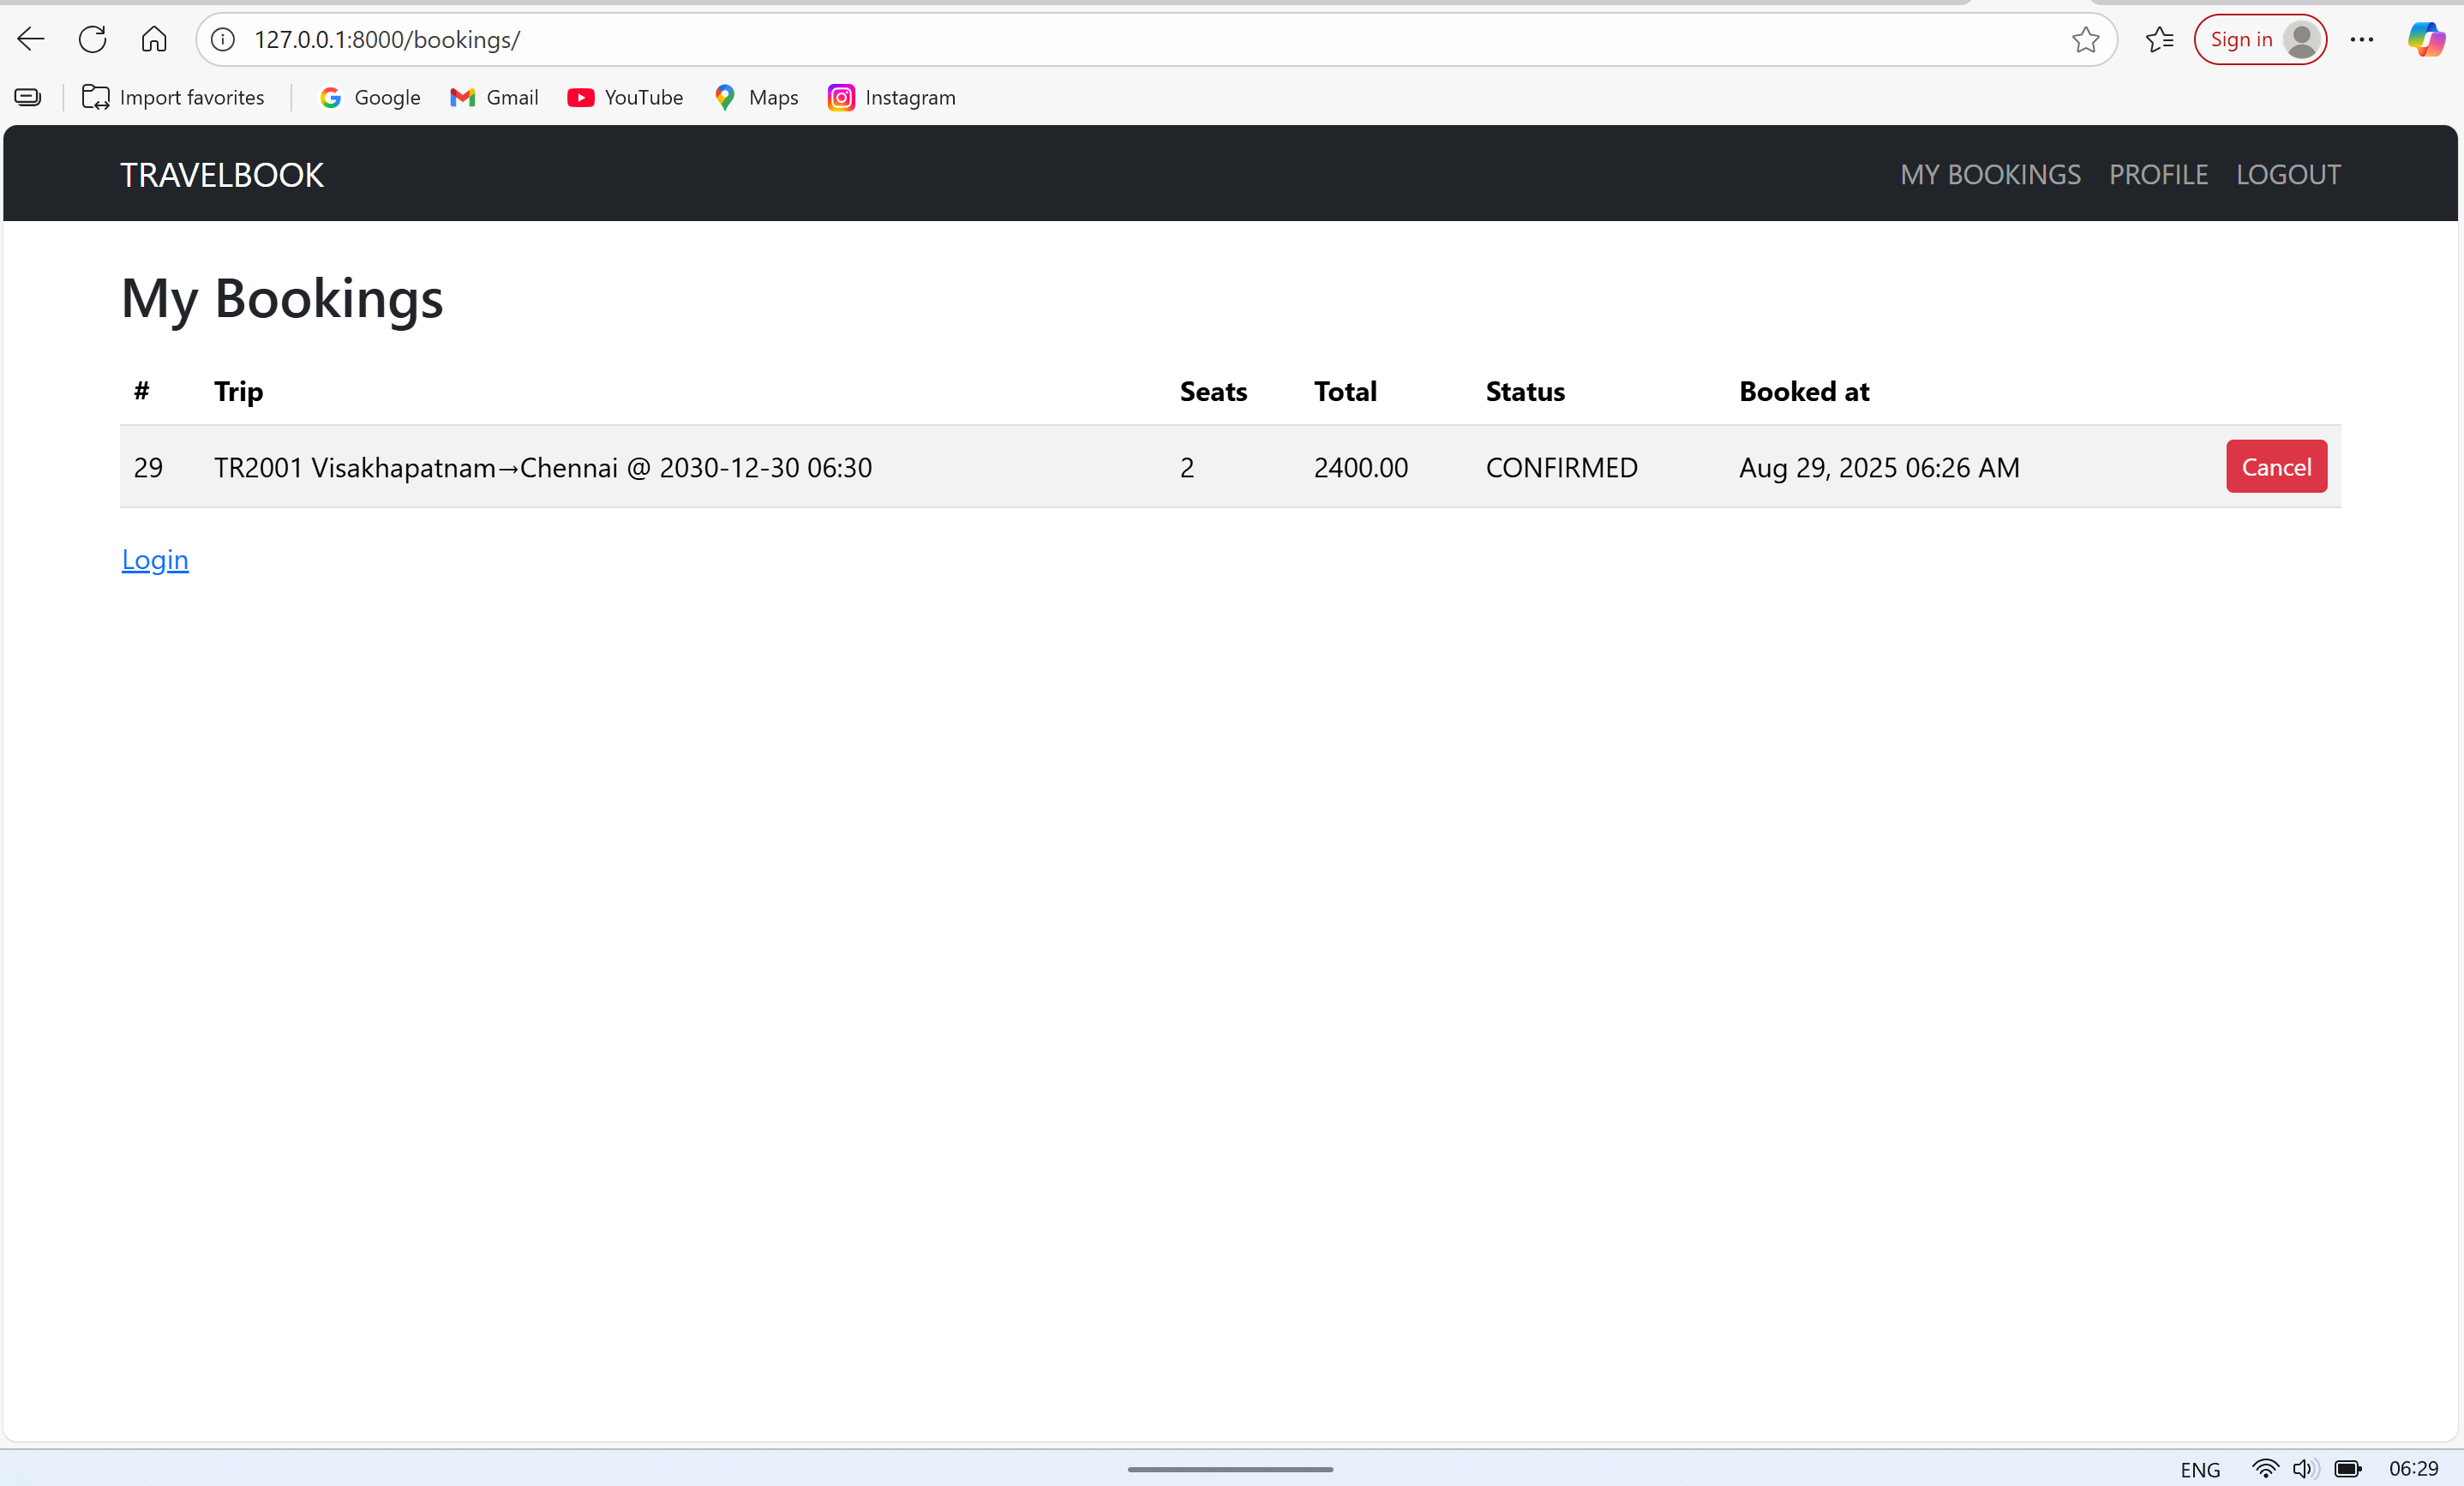 127.0.0.1:8000/bookings/
Sign in
Import favorites
Google
Gmail
YouTube
Maps
Instagram
TRAVELBOOK
MY BOOKINGS
PROFILE
LOGOUT
My Bookings
# Trip Seats Total Status Booked at
29 TR2001 Visakhapatnam→Chennai @ 2030-12-30 06:30 2 2400.00 CONFIRMED Aug 29, 2025 06:26 AM Cancel
Login
ENG 06:29